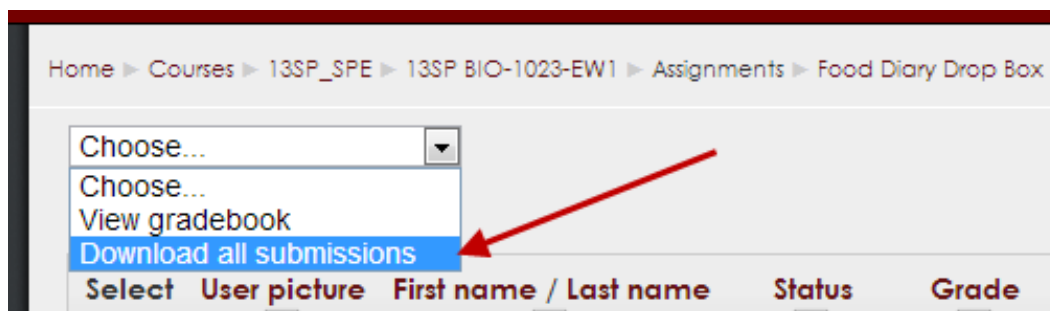 Home ► Courses ► 13SP_SPE ► 13SP BIO-1023-EW1 ► Assignments ► Food Diary Drop Box
Choose...
Choose...
View gradebook
Download all submissions
Select User picture First name / Last name Status Grade